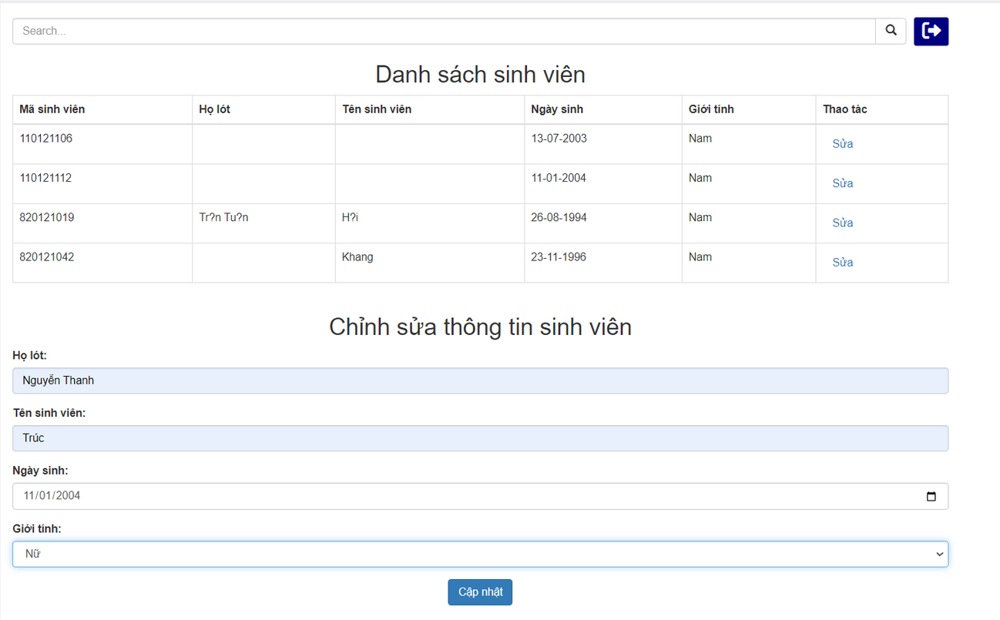 Search...
Danh sách sinh viên
Mã sinh viên Họ lót Tên sinh viên Ngày sinh Giới tính Thao tác
110121106 13-07-2003 Nam Sửa
110121112 11-01-2004 Nam Sửa
820121019 Tr?n Tu?n H?i 26-08-1994 Nam Sửa
820121042 Khang 23-11-1996 Nam Sửa
Chỉnh sửa thông tin sinh viên
Họ lót:
Nguyễn Thanh
Tên sinh viên:
Trúc
Ngày sinh:
11/01/2004
Giới tính:
Nữ
Cập nhật